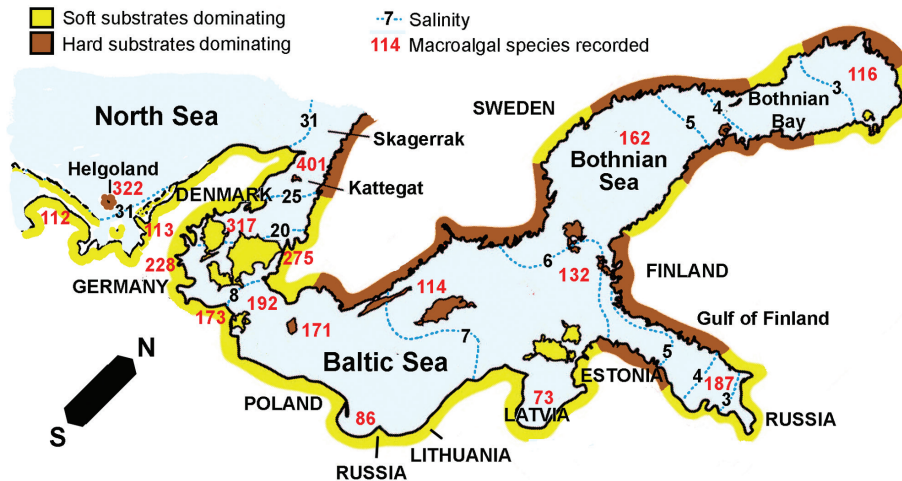 Soft substrates dominating
Hard substrates dominating
7 Salinity
114 Macroalgal species recorded
North Sea
31
Skagerrak
SWEDEN
3
116
4
Bothnian
Bay
5
162
Bothnian
Sea
Helgoland
322
401
Kattegat
DENMARK
25
112
31
113
317
20
228
275
GERMANY
8
192
173
171
114
6
132
FINLAND
7
Gulf of Finland
Baltic Sea
5
4
187
3
ESTONIA
POLAND
86
73
LATVIA
RUSSIA
LITHUANIA
RUSSIA
N
S